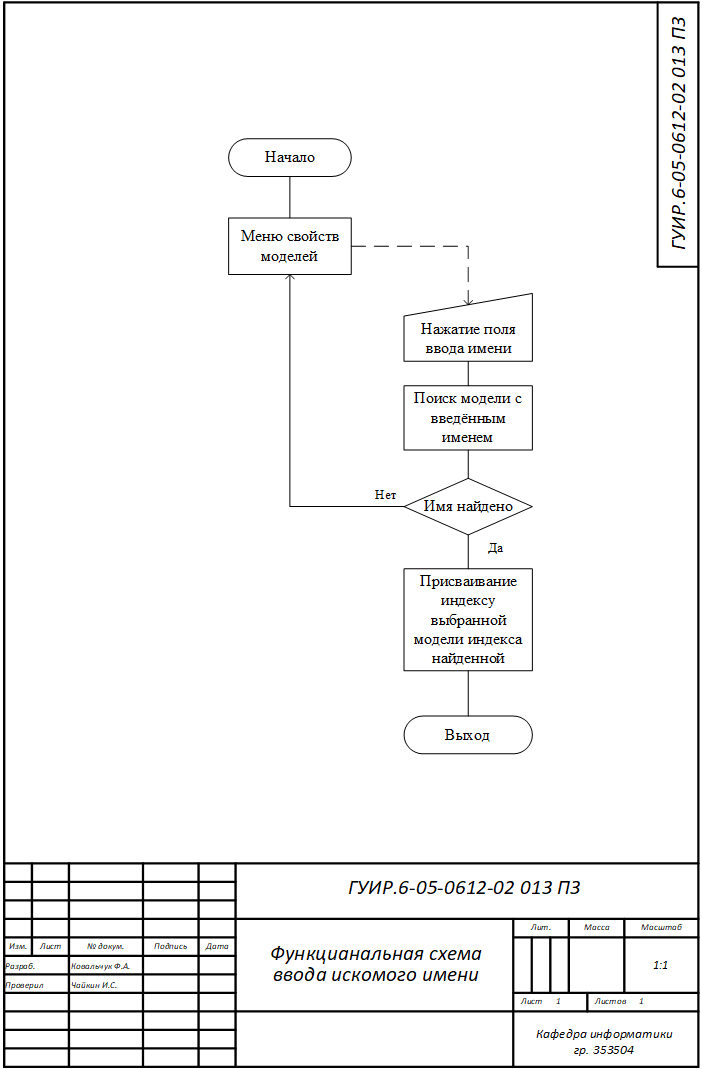 ГУИР.6-05-0612-02 013 ПЗ
Начало
Меню свойств
моделей
Нажатие поля
ввода имени
Поиск модели с
введённым
именем
Нет
Имя найдено
Да
Присваивание
индексу
выбранной
модели индекса
найденной
Выход
ГУИР.6-05-0612-02 013 ПЗ
Изм. Лист № докум. Подпись Дата
Разраб. Ковальчук Ф.А.
Проверил Чайкин И.С.
Функцианальная схема
ввода искомого имени
Лит. Масса Масштаб
1:1
Лист 1 Листов 1
Кафедра информатики
гр. 353504